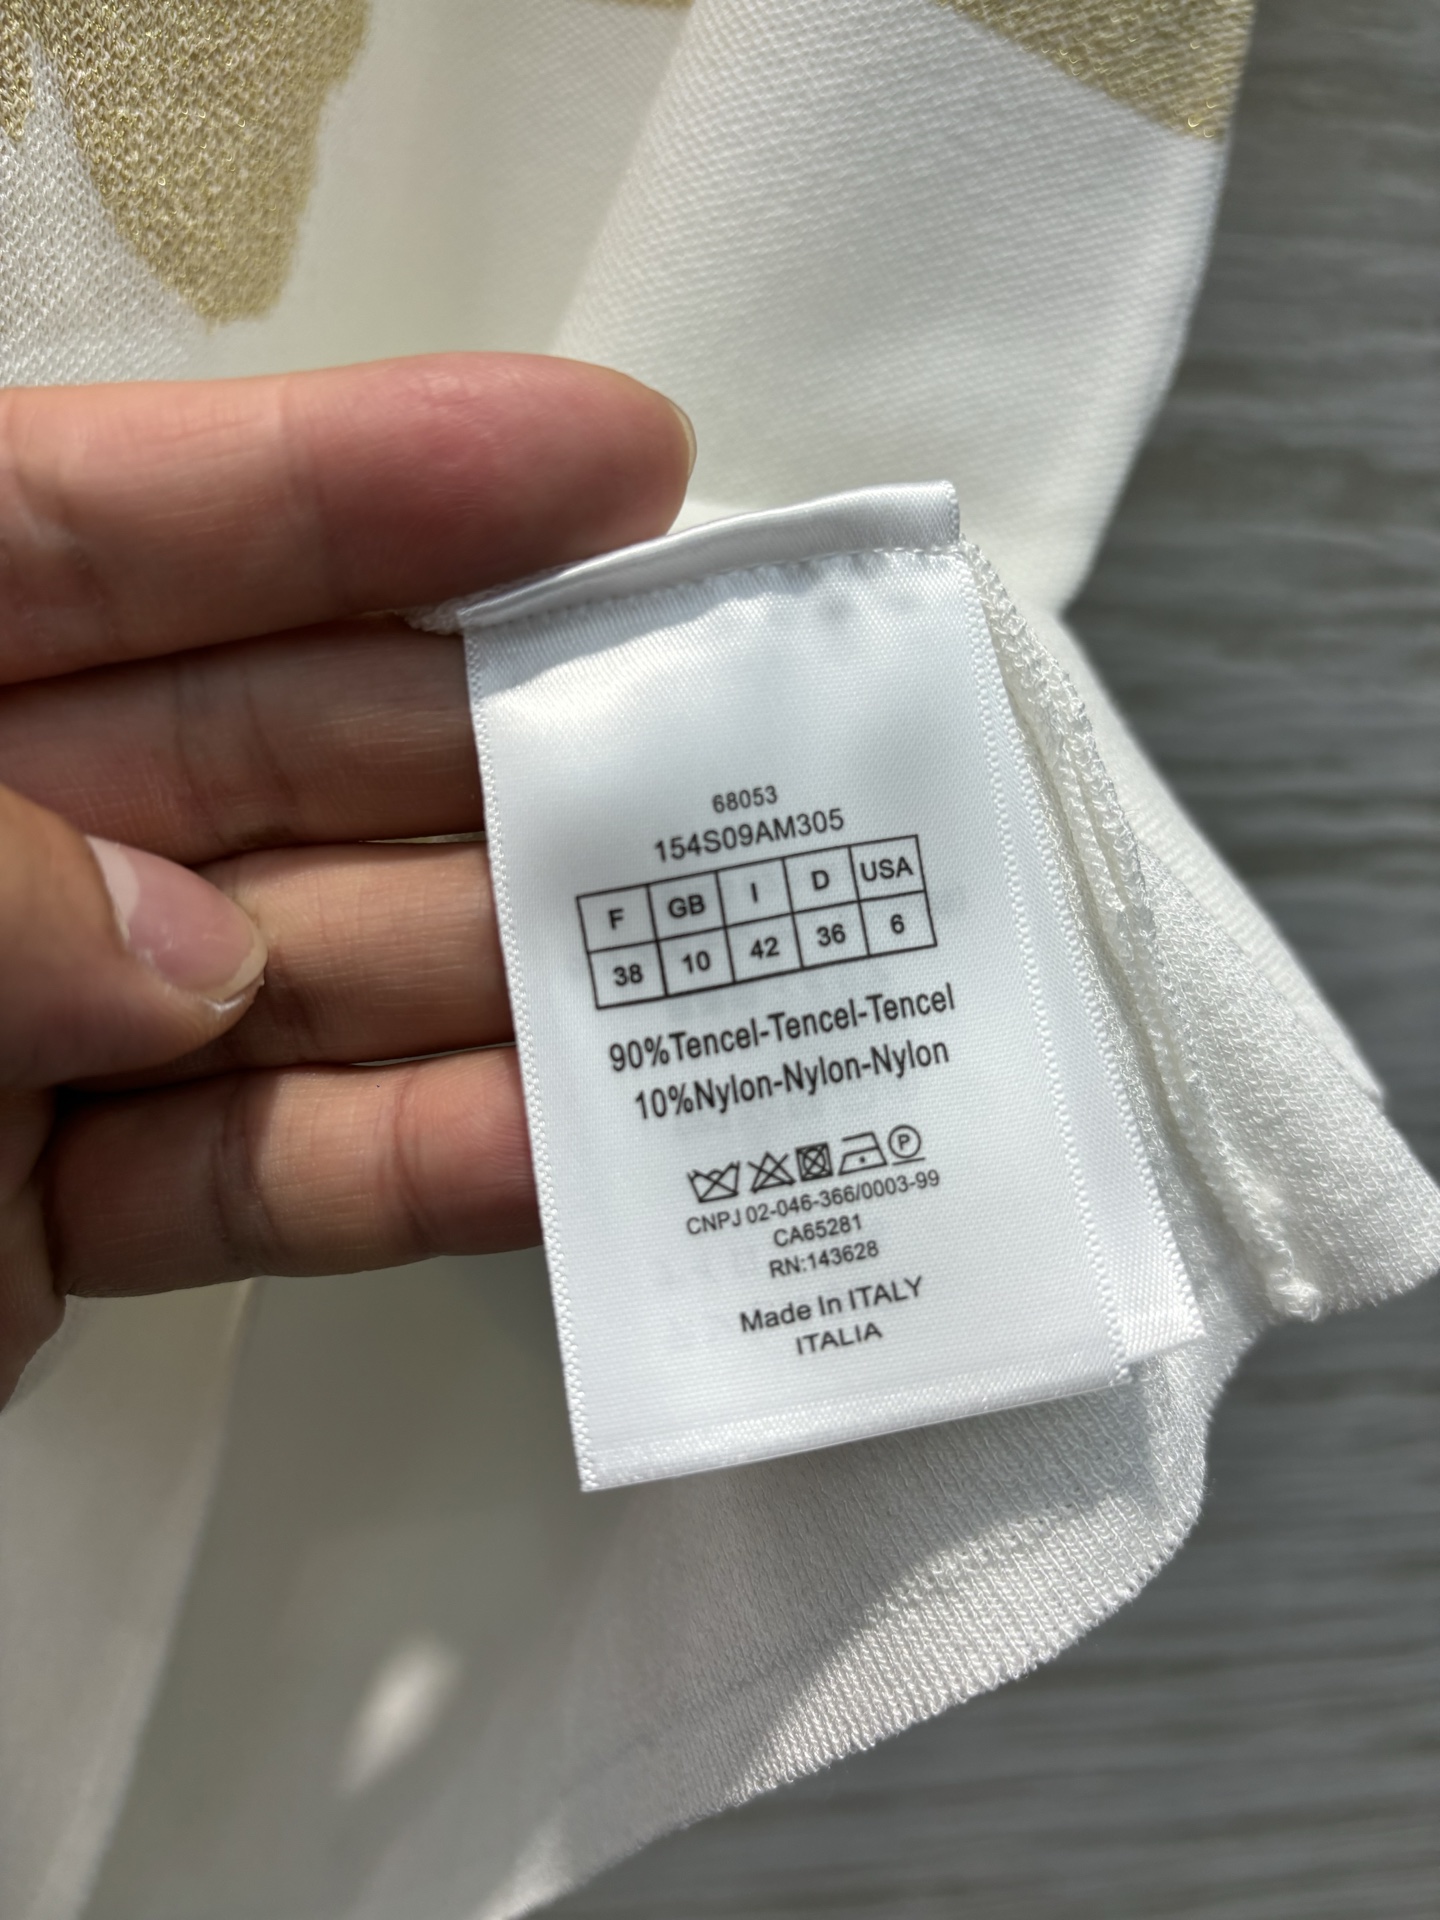 68053
154S09AM305
F GB I D USA
38 10 42 36 6
90%Tencel-Tencel-Tencel
10%Nylon-Nylon-Nylon
P
CNPJ 02-046-366/0003-99
CA65281
RN:143628
Made In ITALY
ITALIA